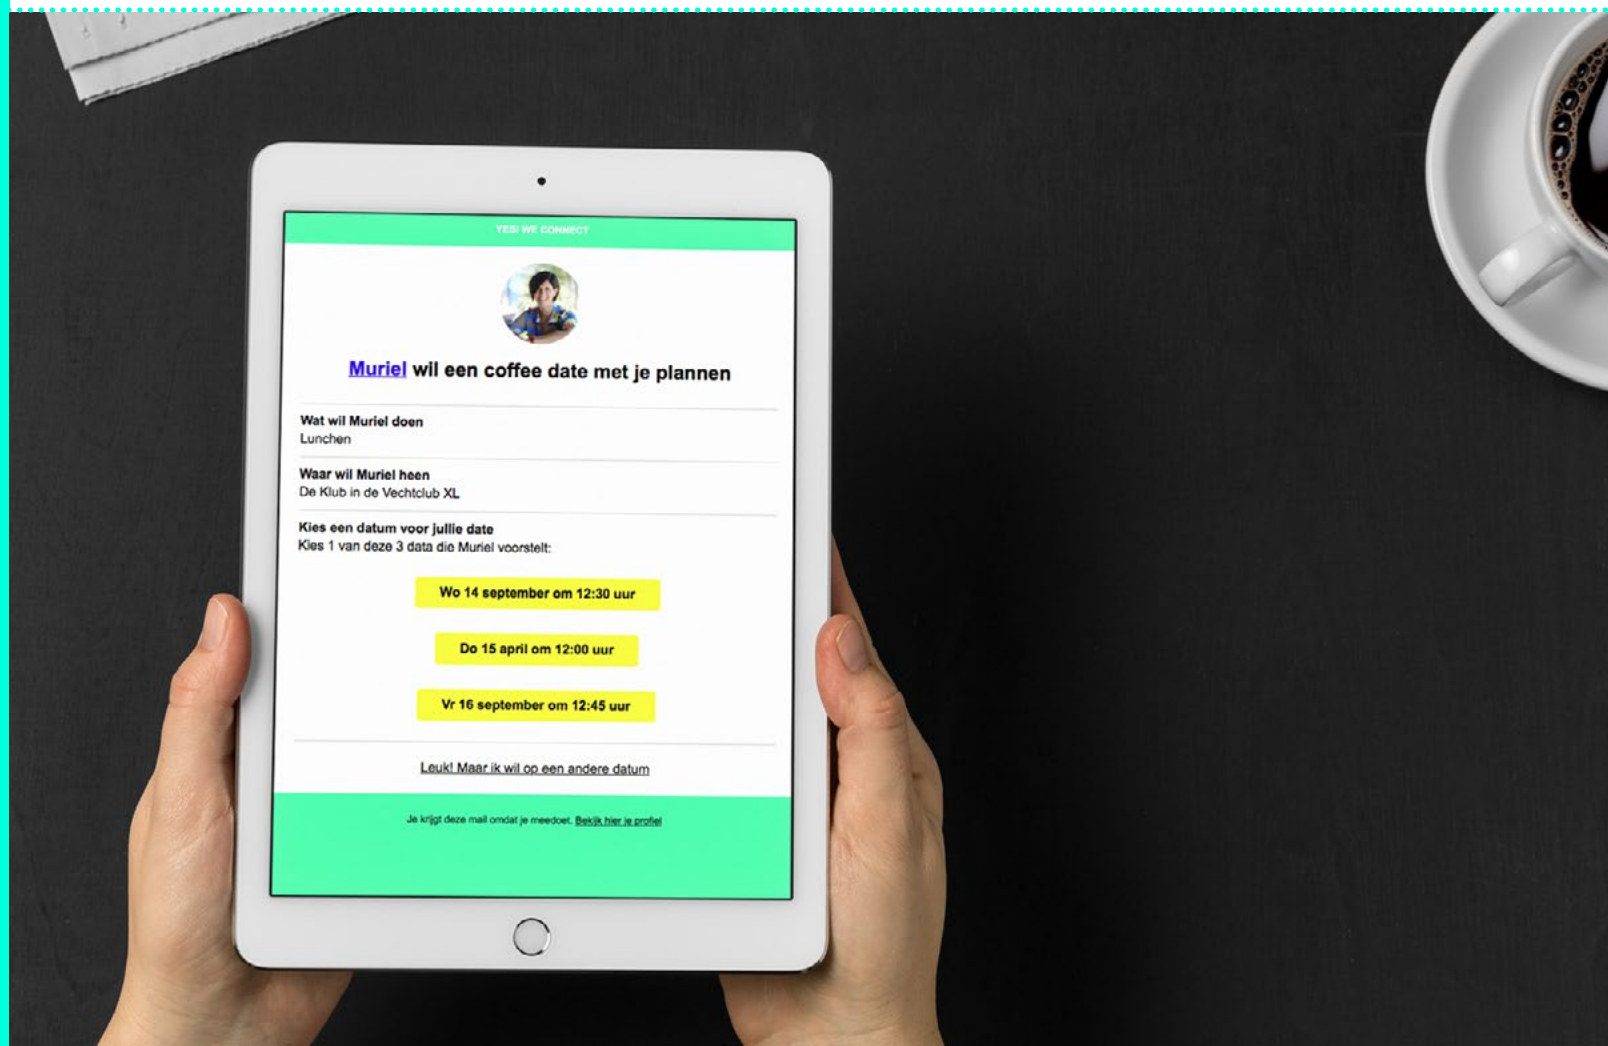 YES! WE CONNECT
Muriel wil een coffee date met je plannen
Wat wil Muriel doen
Lunchen
Waar wil Muriel heen
De Klub in de Vechtclub XL
Kies een datum voor jullie date
Kies 1 van deze 3 data die Muriel voorstelt:
Wo 14 september om 12:30 uur
Do 15 april om 12:00 uur
Vr 16 september om 12:45 uur
Leuk! Maar ik wil op een andere datum
Je krijgt deze mail omdat je meedoet. Bekijk hier je profiel